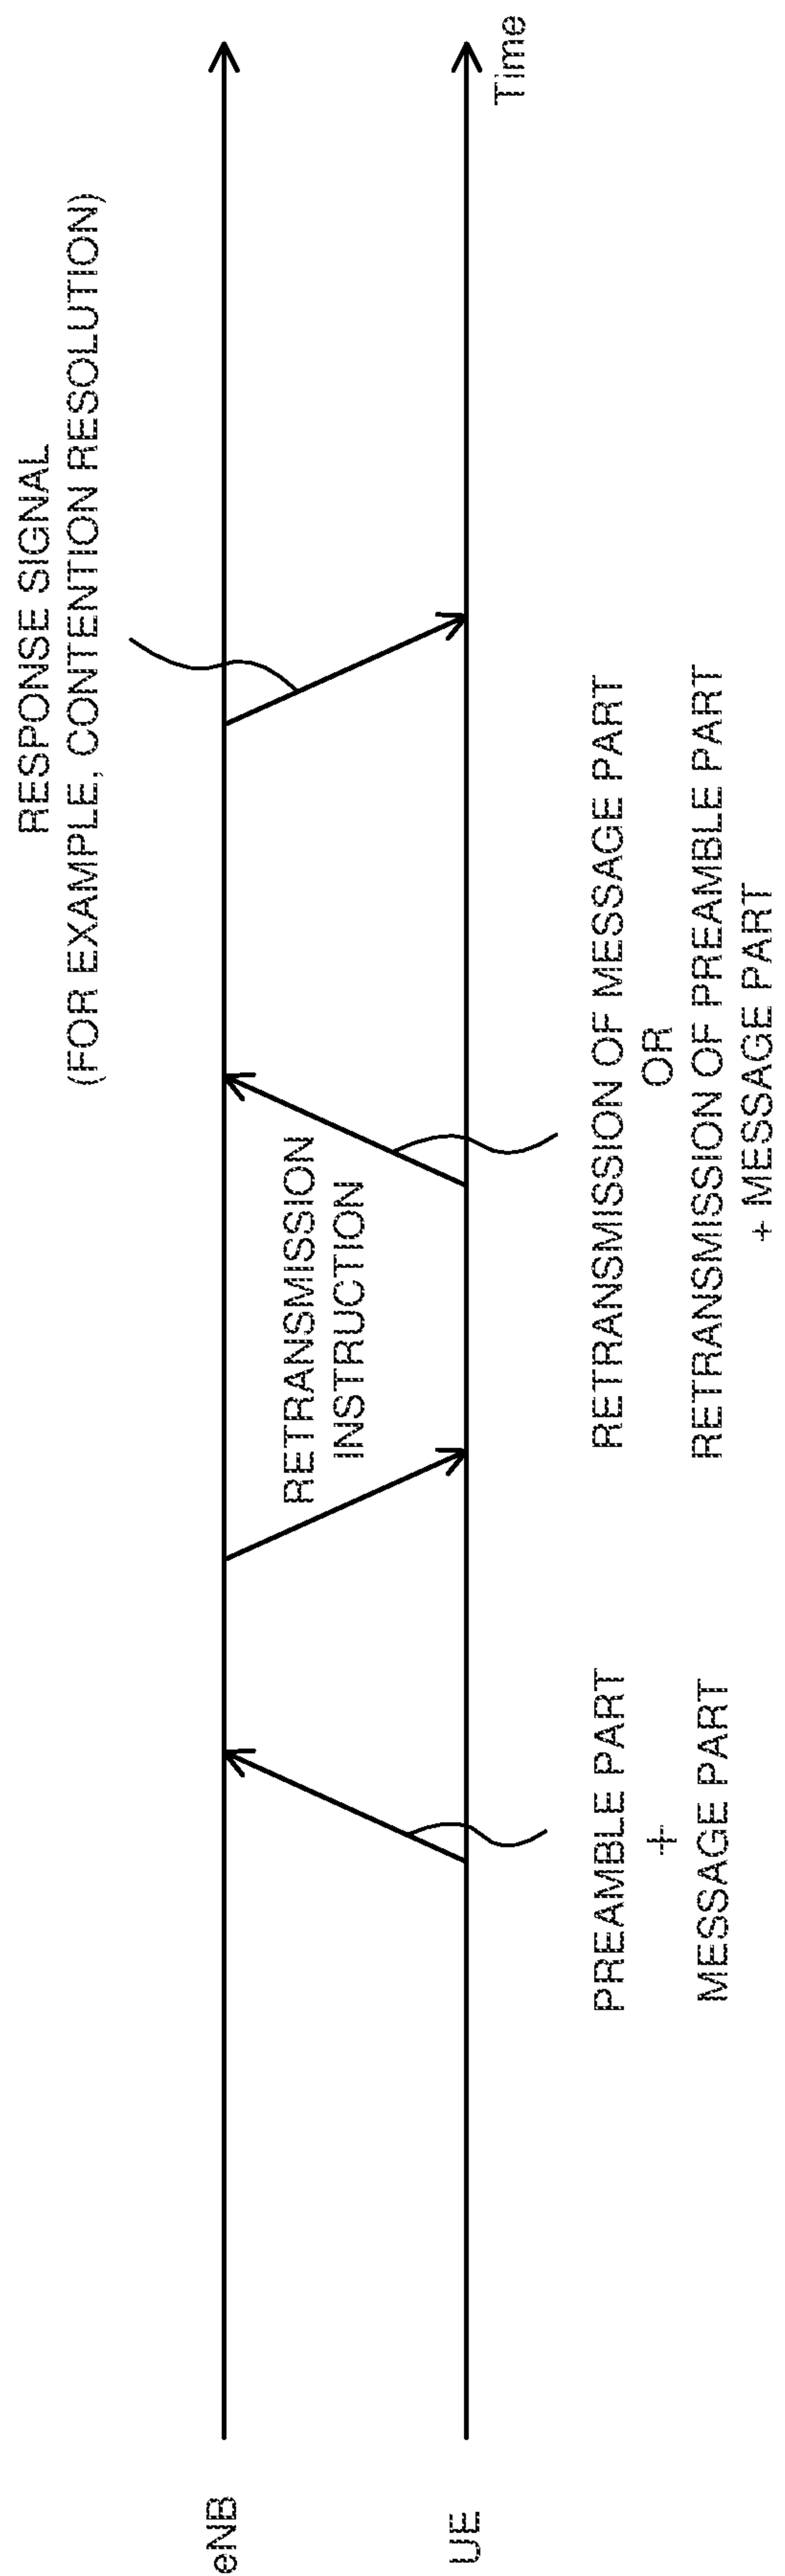 RESPONSE SIGNAL
(FOR EXAMPLE, CONTENTION RESOLUTION)
eNB
RETRANSMISSION
INSTRUCTION
UE
Time
PREAMBLE PART
+
MESSAGE PART
RETRANSMISSION OF MESSAGE PART
OR
RETRANSMISSION OF PREAMBLE PART
+ MESSAGE PART